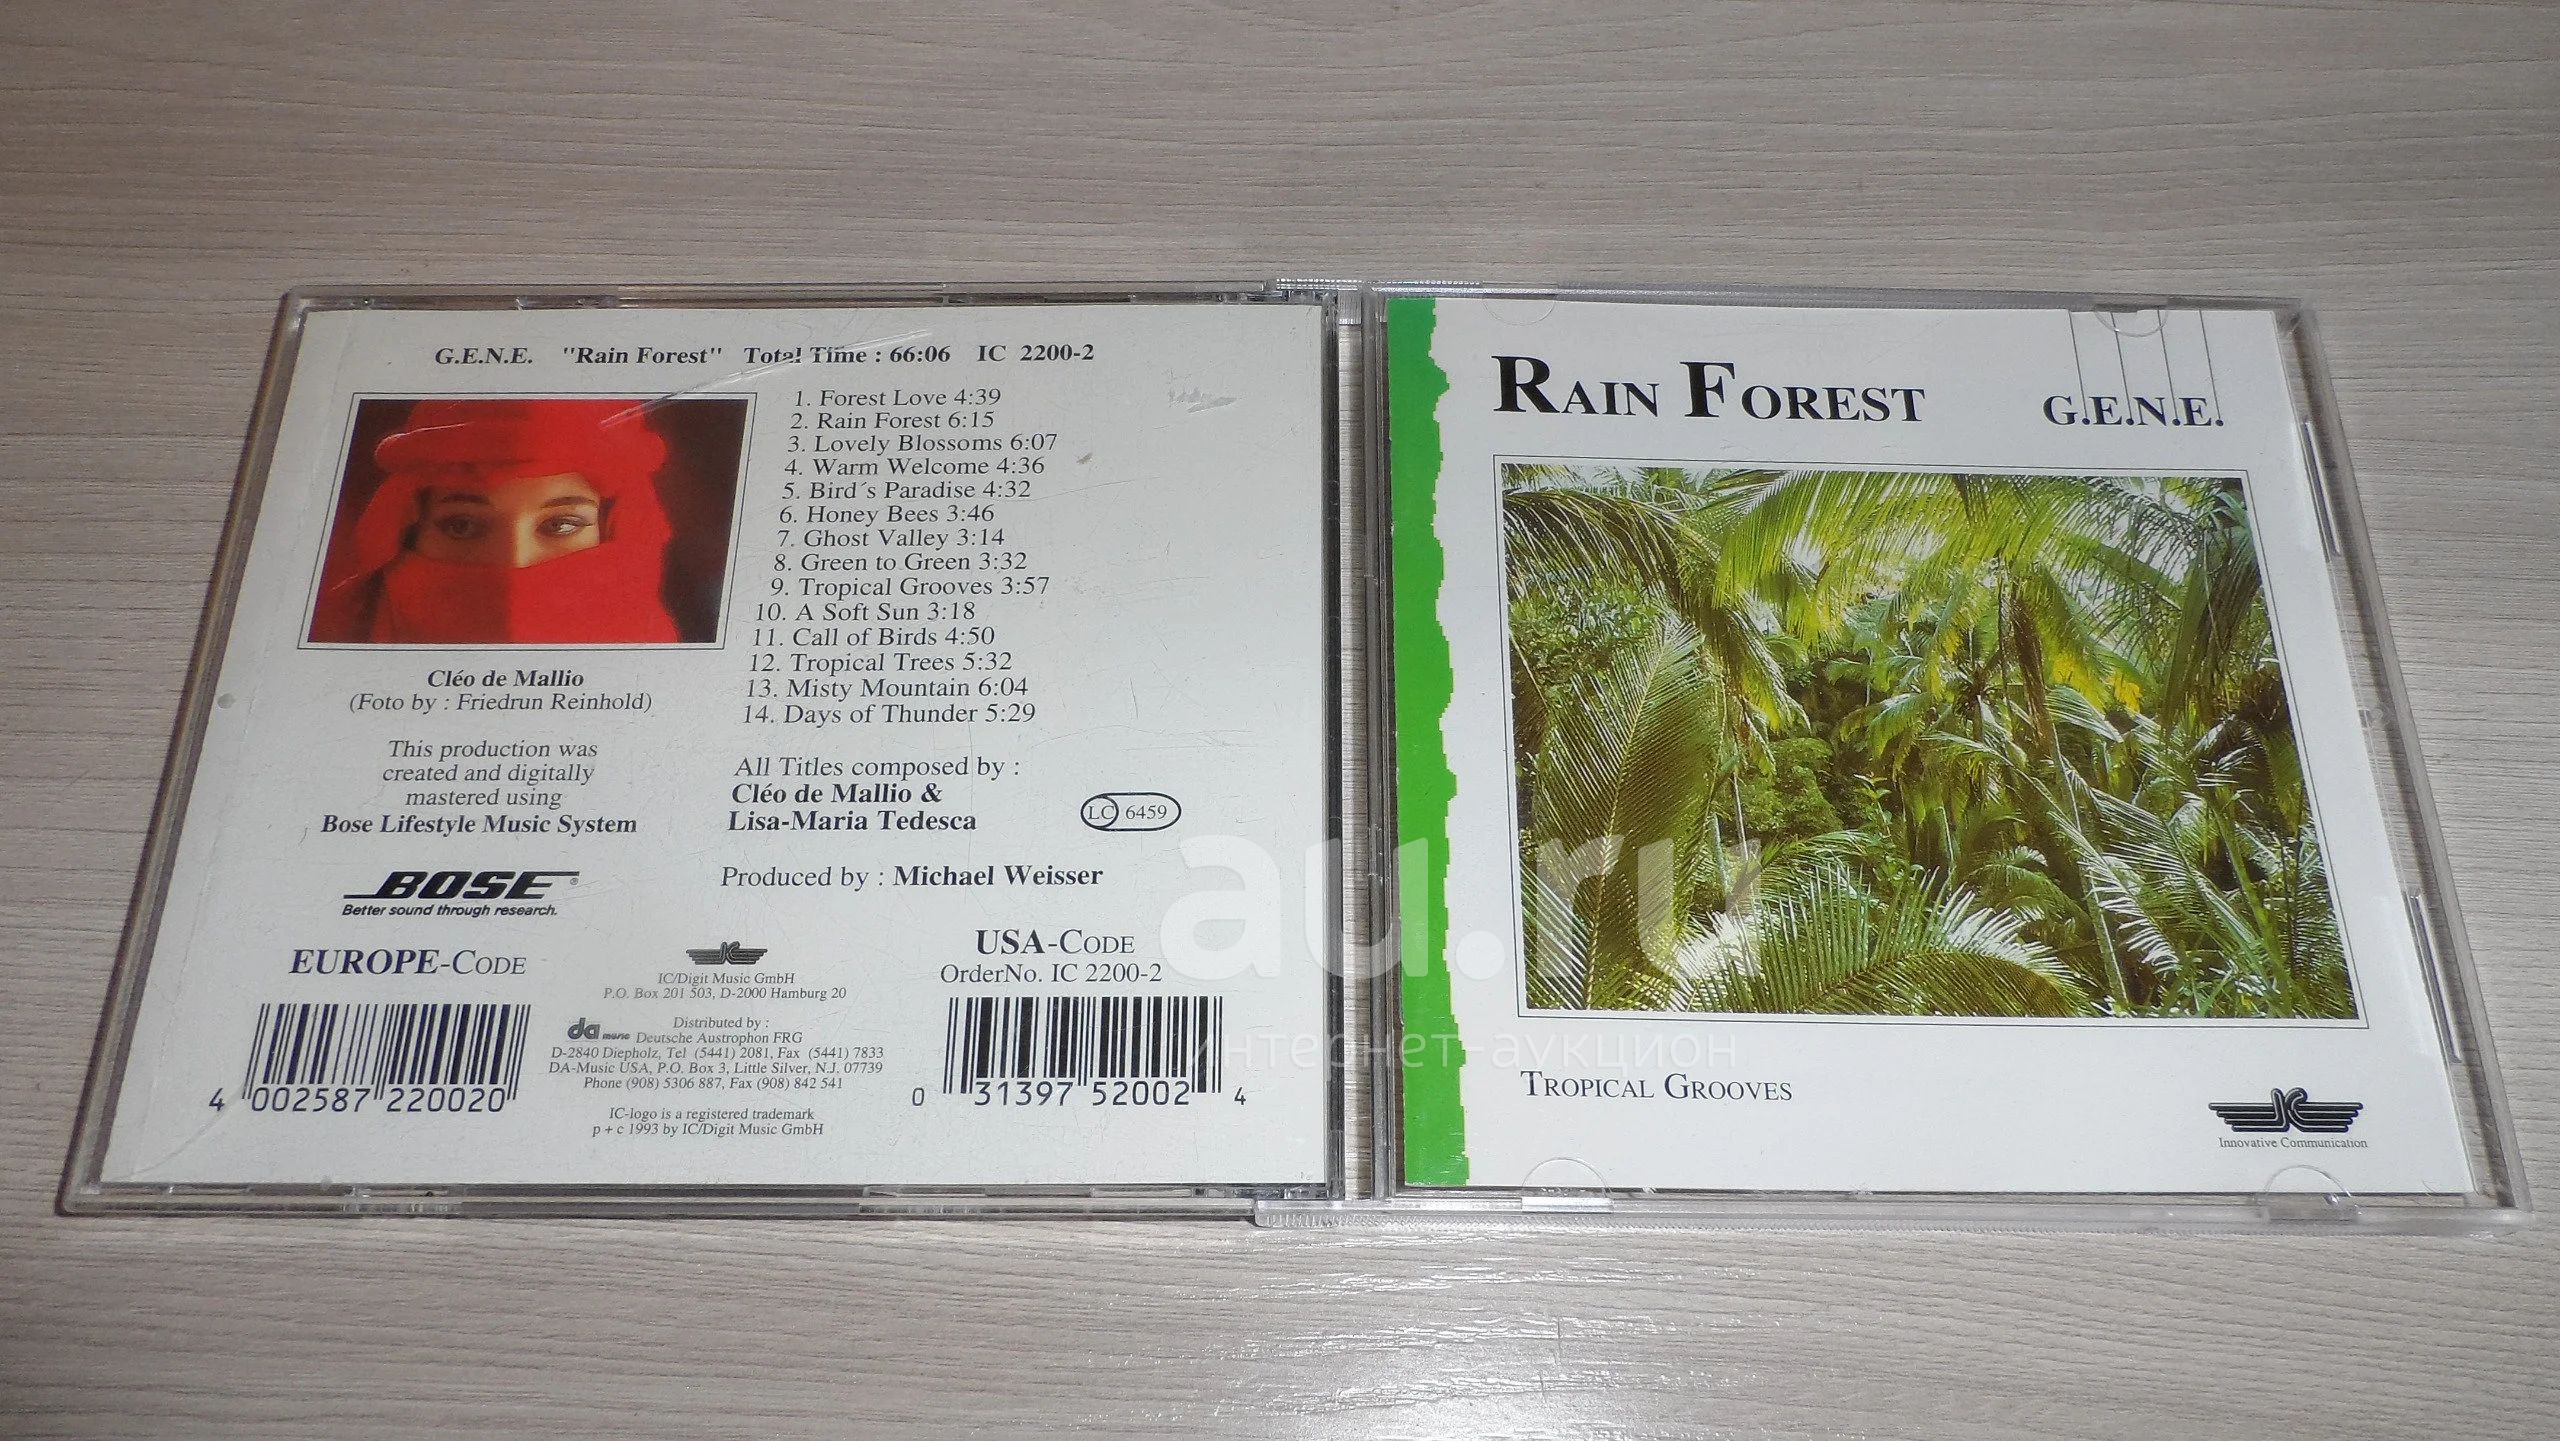 G.E.N.E. "Rain Forest" Total Time : 66:06 IC 2200-2
1. Forest Love 4:39
2. Rain Forest 6:15
3. Lovely Blossoms 6:07
4. Warm Welcome 4:36
5. Bird´s Paradise 4:32
6. Honey Bees 3:46
7. Ghost Valley 3:14
8. Green to Green 3:32
9. Tropical Grooves 3:57
10. A Soft Sun 3:18
11. Call of Birds 4:50
12. Tropical Trees 5:32
13. Misty Mountain 6:04
14. Days of Thunder 5:29
Cléo de Mallio
(Foto by : Friedrun Reinhold)
This production was
created and digitally
mastered using
Bose Lifestyle Music System
BOSE®
Better sound through research.
All Titles composed by :
Cléo de Mallio &
Lisa-Maria Tedesca
LC 6459
Produced by : Michael Weisser
EUROPE-CODE
4 002587 220020
IC
IC/Digit Music GmbH
P.O. Box 201 503, D-2000 Hamburg 20
Distributed by :
da music Deutsche Austrophon FRG
D-2840 Diepholz, Tel (5441) 2081, Fax (5441) 7833
DA-Music USA, P.O. Box 3, Little Silver, N.J. 07739
Phone (908) 5306 887, Fax (908) 842 541
IC-logo is a registered trademark
p + c 1993 by IC/Digit Music GmbH
USA-CODE
OrderNo. IC 2200-2
0 31397 52002 4
RAIN FOREST
G.E.N.E.
TROPICAL GROOVES
IC
Innovative Communication
au.ru
интернет-аукцион